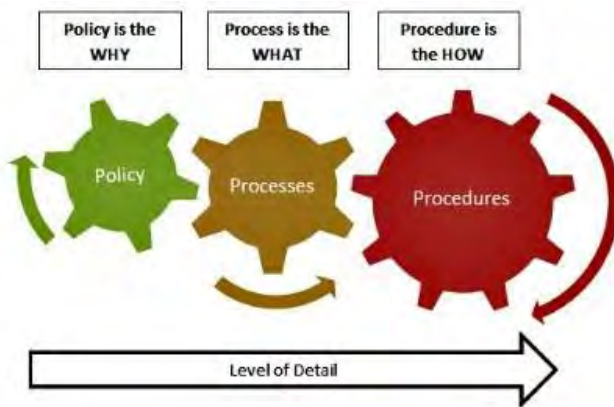 Policy is the
WHY
Process is the
WHAT
Procedure is
the HOW
Policy
Processes
Procedures
Level of Detail